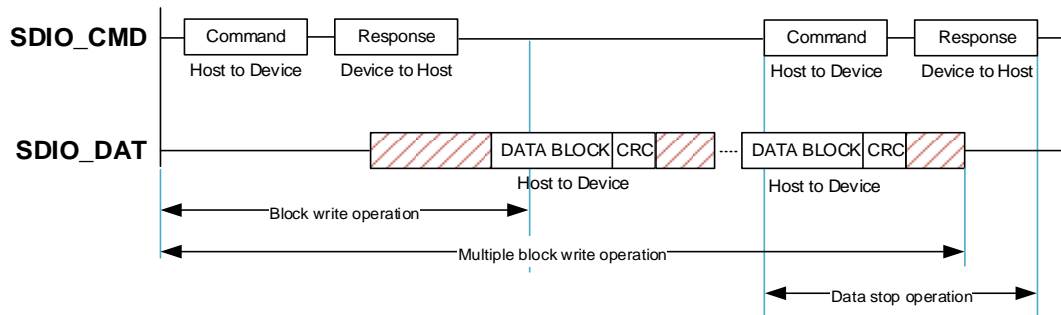 SDIO_CMD
Command
Response
Command
Response
Host to Device
Device to Host
Host to Device
Device to Host
SDIO_DAT
DATA BLOCK
CRC
DATA BLOCK
CRC
Host to Device
Host to Device
Block write operation
Multiple block write operation
Data stop operation